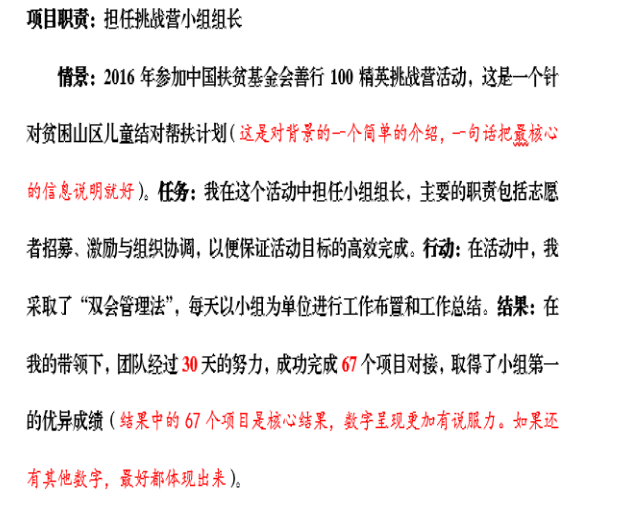 项目职责：担任挑战营小组组长
情景：2016 年参加中国扶贫基金会善行 100 精英挑战营活动，这是一个针
对贫困山区儿童结对帮扶计划（这是对背景的一个简单的介绍，一句话把最核心
的信息说明就好）。任务：我在这个活动中担任小组组长，主要的职责包括志愿
者招募、激励与组织协调，以便保证活动目标的高效完成。行动：在活动中，我
采取了“双会管理法”，每天以小组为单位进行工作布置和工作总结。结果：在
我的带领下，团队经过 30 天的努力，成功完成 67 个项目对接，取得了小组第一
的优异成绩（结果中的 67 个项目是核心结果，数字呈现更加有说服力。如果还
有其他数字，最好都体现出来）。